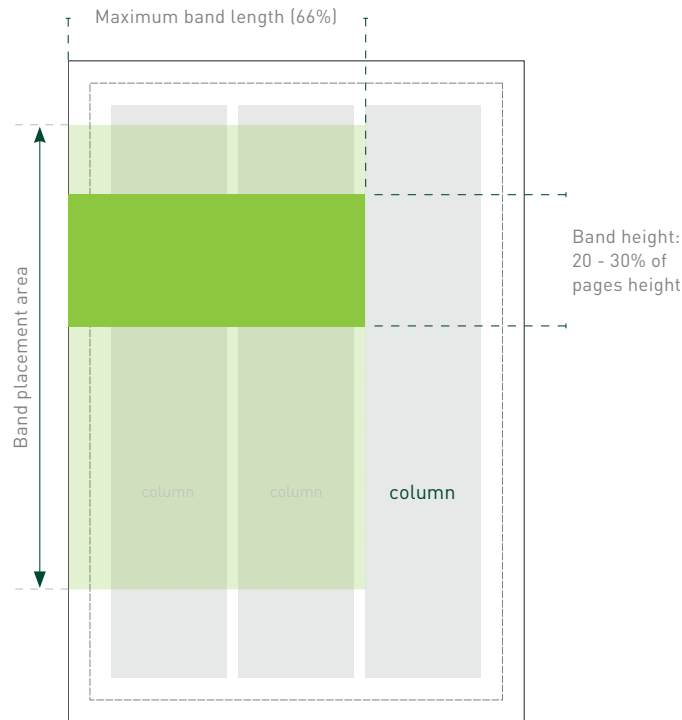 Maximum band length (66%)
Band height:
20 - 30% of
pages height
Band placement area
column
column
column